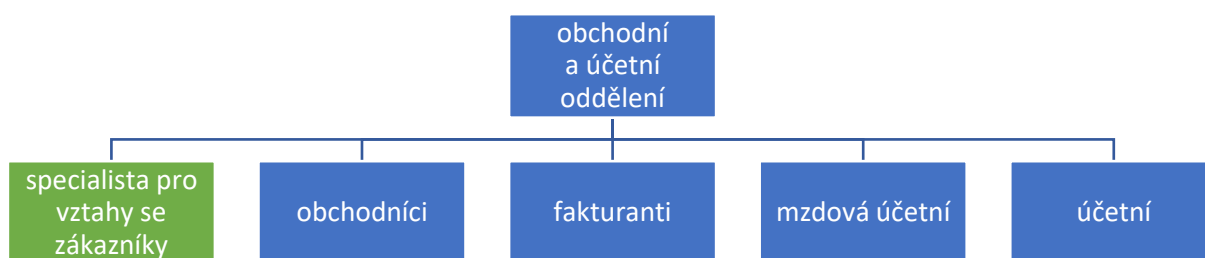 obchodní
a účetní
oddělení
specialista pro
vztahy se
zákazníky
obchodníci
fakturanti
mzdová účetní
účetní